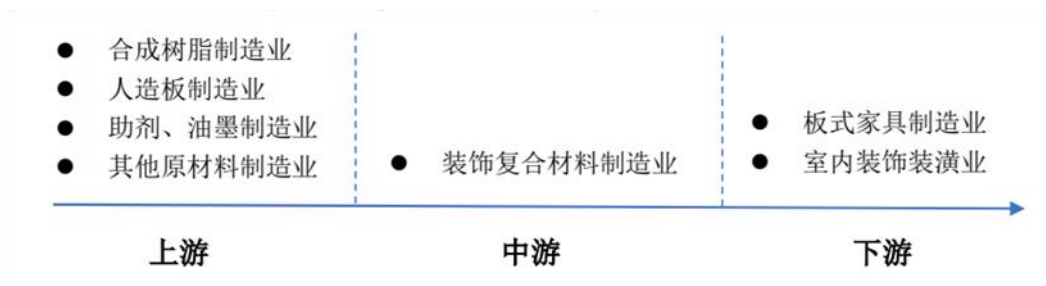 合成树脂制造业
人造板制造业
助剂、油墨制造业
其他原材料制造业
装饰复合材料制造业
板式家具制造业
室内装饰装潢业
上游
中游
下游